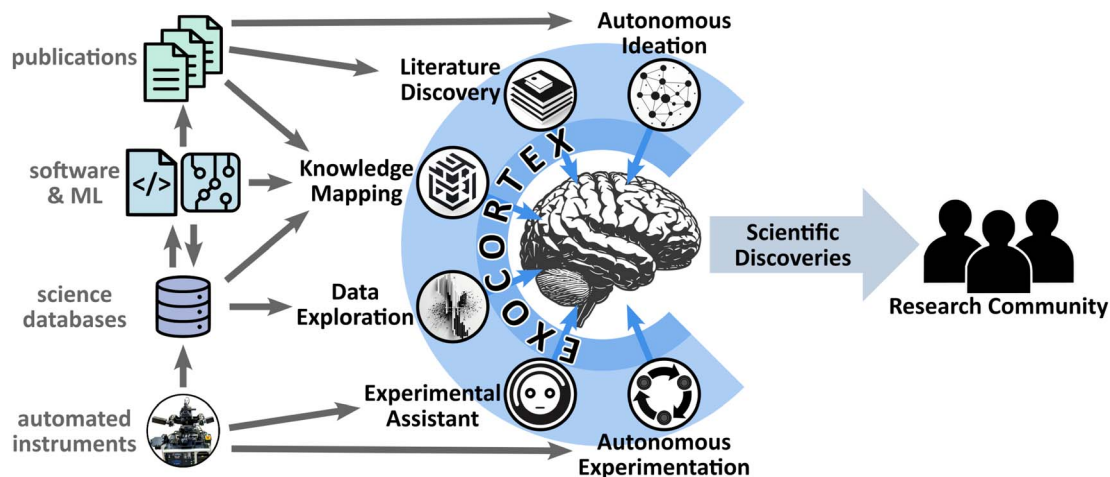 publications
software
& ML
science
databases
automated
instruments
Autonomous
Ideation
Literature
Discovery
Knowledge
Mapping
Data
Exploration
Experimental
Assistant
Autonomous
Experimentation
</>
EXOCORTEX
Scientific
Discoveries
Research Community